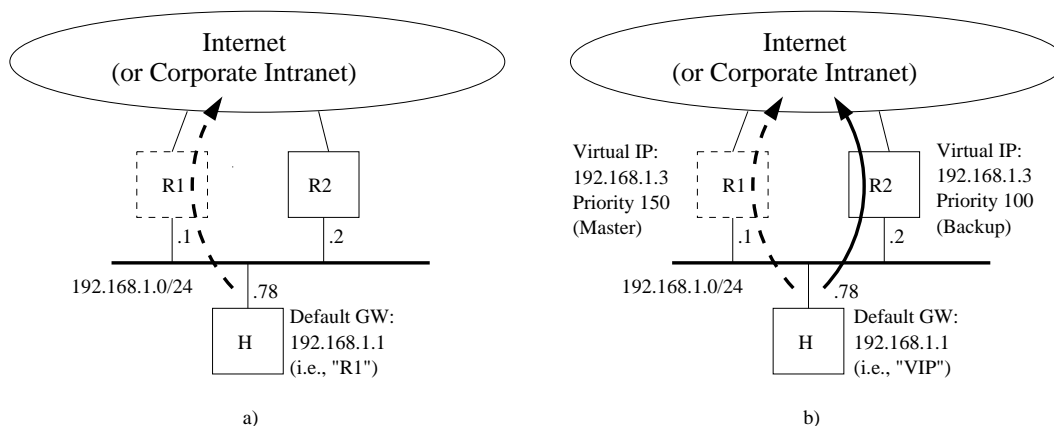 Internet
(or Corporate Intranet)
R1
R2
.1
.2
192.168.1.0/24
.78
H
Default GW:
192.168.1.1
(i.e., "R1")
a)
Internet
(or Corporate Intranet)
Virtual IP:
192.168.1.3
Priority 150
(Master)
R1
R2
Virtual IP:
192.168.1.3
Priority 100
(Backup)
.1
.2
192.168.1.0/24
.78
H
Default GW:
192.168.1.1
(i.e., "VIP")
b)